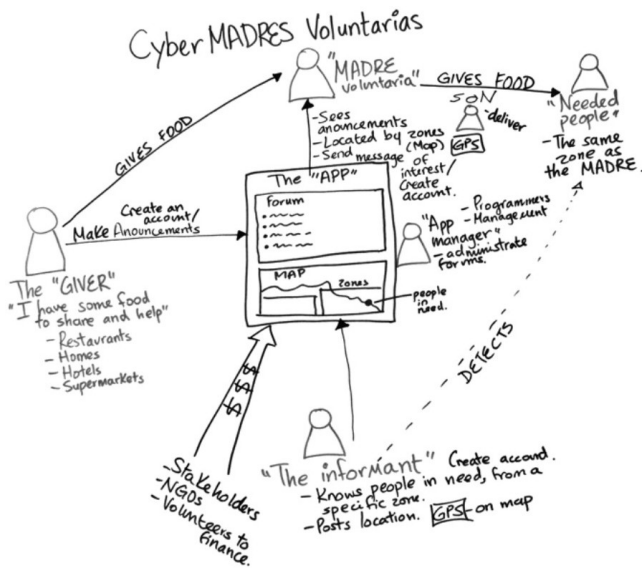 CyberMADRES Voluntarias
"MADRE
voluntaria"
GIVES FOOD
SON
-deliver
GPS
"Needed
people"
- The same
zone as
the MADRE.
GIVES FOOD
- Sees
anouncements
- Located by zones
(Map)
- Send message
of
interest/
Create
account.
The "APP"
Forum
MAP
zones
people
in
need.
"App
manager"
- Programmers
- Management
- administrate
forums.
Create an
account/
Make Anouncements
The "GIVER"
"I have some food
to share and help"
- Restaurants
- Homes
- Hotels
- Supermarkets
$ $ $
- Stakeholders
- NGOs
- Volunteers to
finance.
DETECTS
"The informant" Create accound.
- Knows people in need, from a
specific zone.
- Posts location. GPS - on map